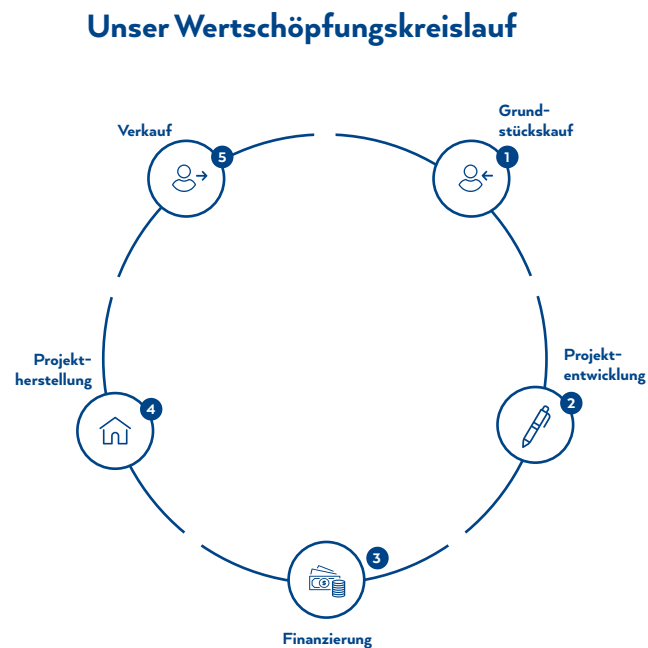 Unser Wertschöpfungskreislauf
Grund-
stückskauf
1
Projekt-
entwicklung
2
3
Finanzierung
Projekt-
herstellung
4
Verkauf
5